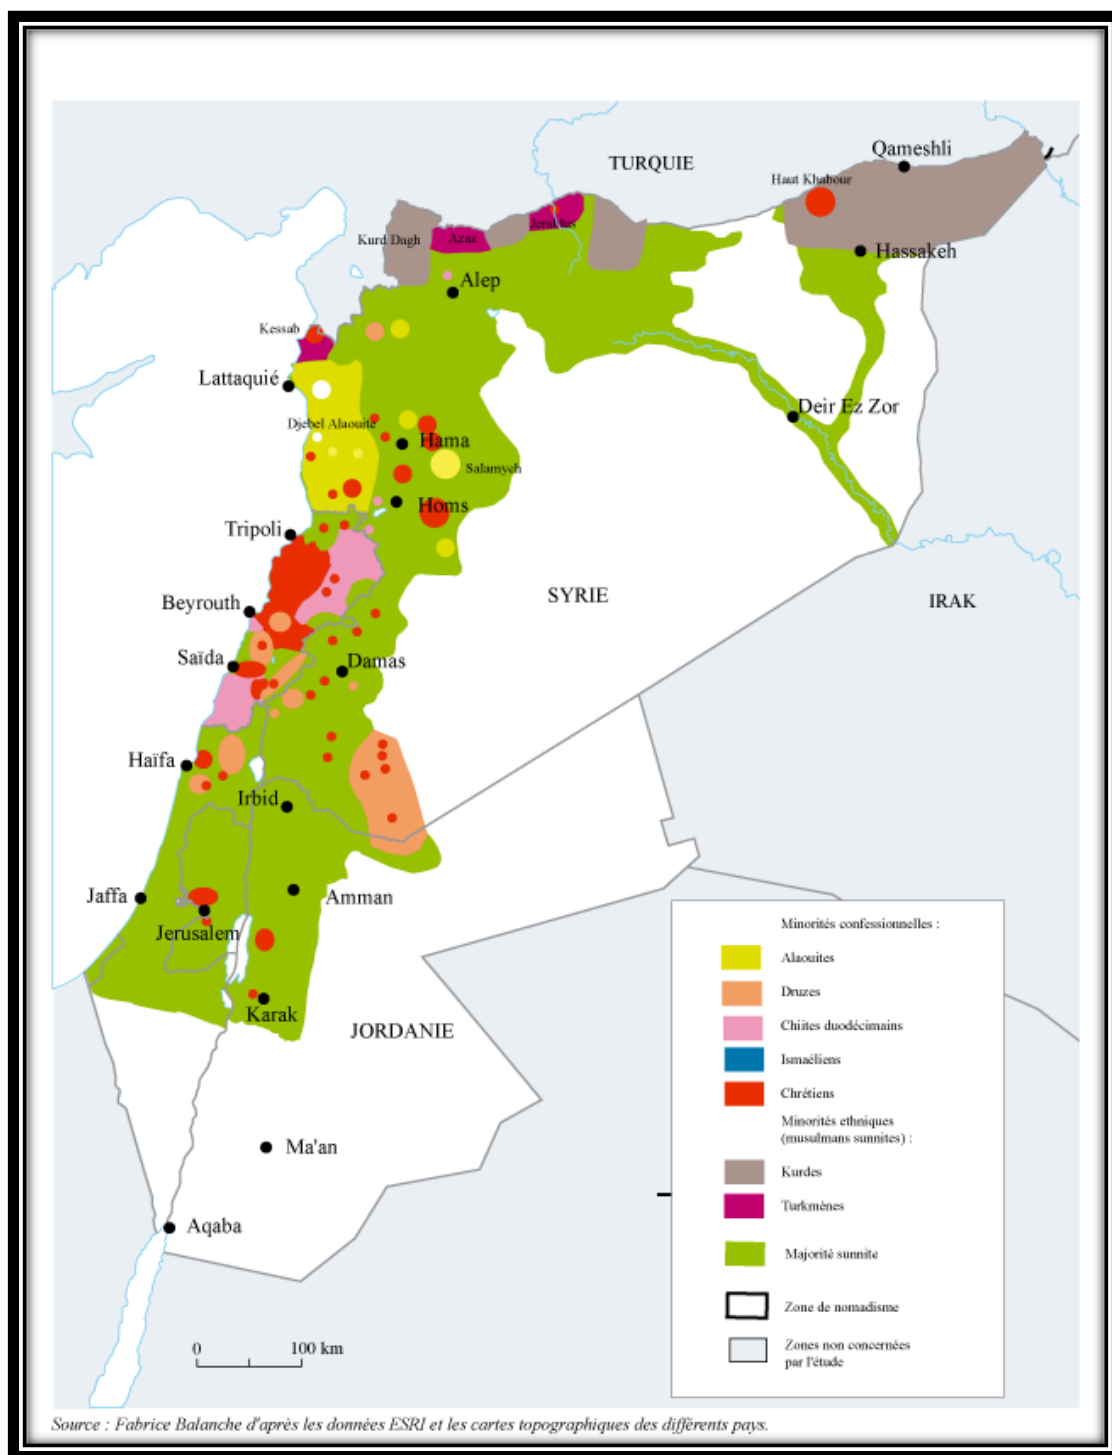 TURQUIE
Qameshli
Haut Khabour
Jerablus
Kurd Dagh
Azaz
Hassakeh
Alep
Kessab
Lattaquié
Deir Ez Zor
Djebel Alaouite
Hama
Salamyeh
Homs
Tripoli
SYRIE
IRAK
Beyrouth
Saïda
Damas
Haïfa
Irbid
Jaffa
Amman
Jerusalem
Karak
JORDANIE
Ma'an
Aqaba
Minorités confessionelles :
Alaouites
Druzes
Chiites duodécimains
Ismaéliens
Chrétiens
Minorités ethniques
(musulmans sunnites) :
Kurdes
Turkmènes
Majorité sunnite
Zone de nomadisme
Zones non concernées
par l'étude
0 100 km
Source : Fabrice Balanche d'après les données ESRI et les cartes topographiques des différents pays.